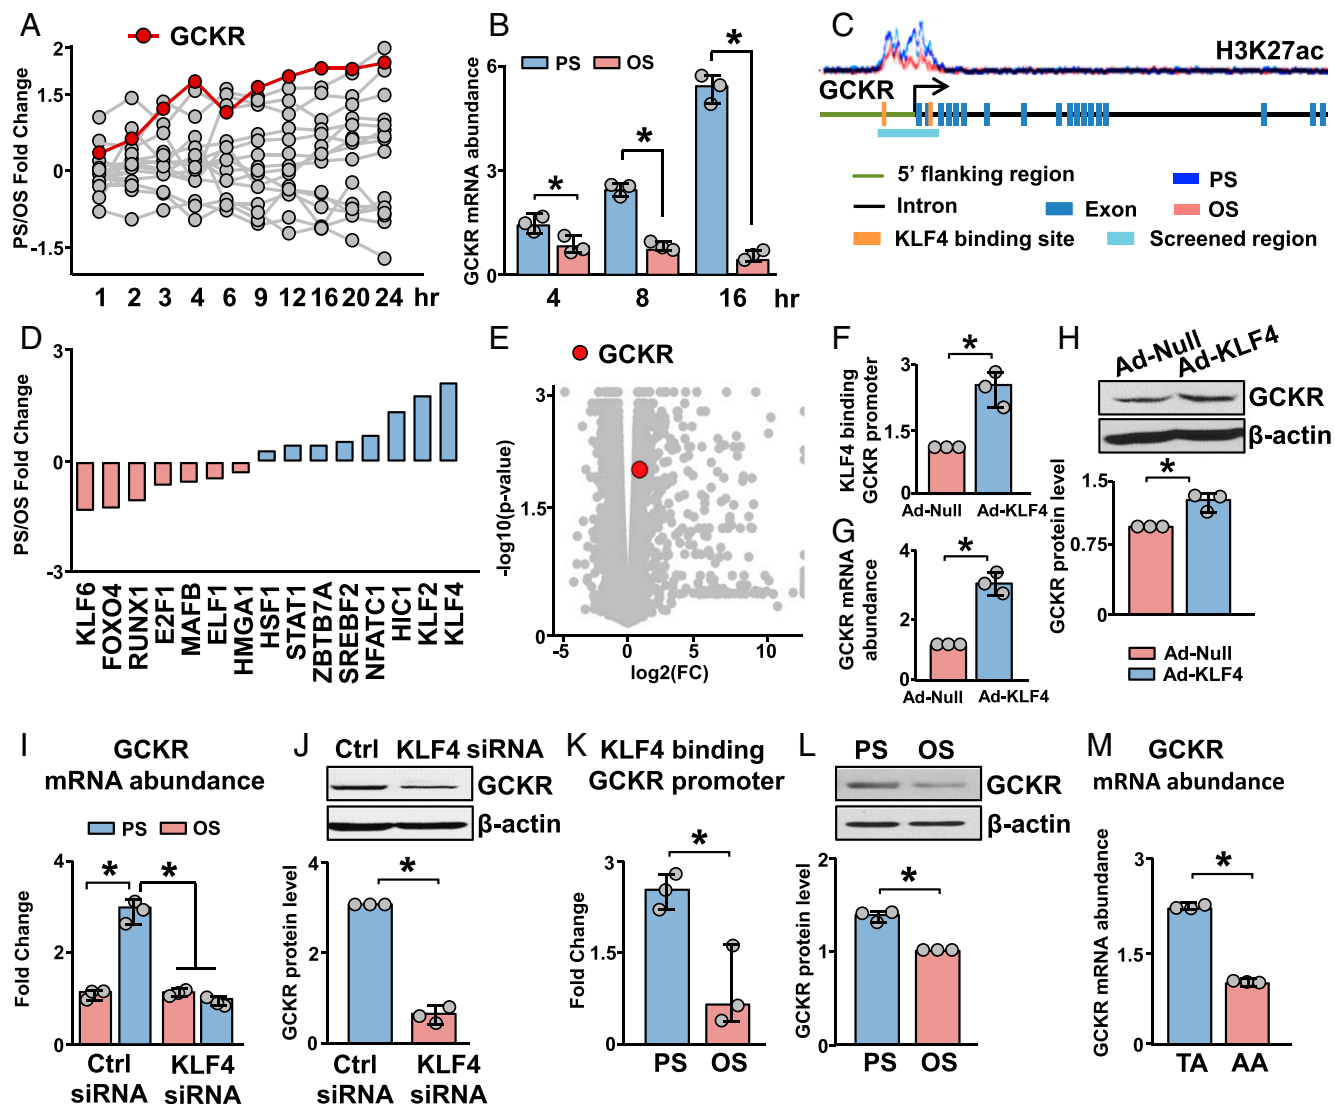 A
GCKR
PS/OS Fold Change
2
1.5
0
-1.5
1 2 3 4 6 9 12 16 20 24 hr
B
PS OS
GCKR mRNA abundance
6
3
0
*
*
*
4 8 16 hr
C
H3K27ac
GCKR
5' flanking region
PS
Intron
Exon
OS
KLF4 binding site
Screened region
D
PS/OS Fold Change
3
0
-3
KLF6
FOXO4
RUNX1
E2F1
MAFB
ELF1
HMGA1
HSF1
STAT1
ZBTB7A
SREBF2
NFATC1
HIC1
KLF2
KLF4
E
GCKR
-log10(p-value)
3.0
1.5
0
-5 0 5 10
log2(FC)
F
KLF4 binding
GCKR promoter
3
1.5
0
*
Ad-Null Ad-KLF4
G
GCKR mRNA
abundance
4
2
0
*
Ad-Null Ad-KLF4
H
Ad-Null Ad-KLF4
GCKR
β-actin
GCKR protein level
1.5
0.75
0
*
Ad-Null
Ad-KLF4
I
GCKR
mRNA abundance
PS OS
Fold Change
4
2
0
*
*
Ctrl
siRNA
KLF4
siRNA
J
Ctrl KLF4 siRNA
GCKR
β-actin
GCKR protein level
4
2
0
*
Ctrl
siRNA
KLF4
siRNA
K
KLF4 binding
GCKR promoter
Fold Change
3
1.5
0
*
PS OS
L
PS OS
GCKR
β-actin
GCKR protein level
2
1
0
*
PS OS
M
GCKR
mRNA abundance
GCKR mRNA abundance
3
1.5
0
*
TA AA